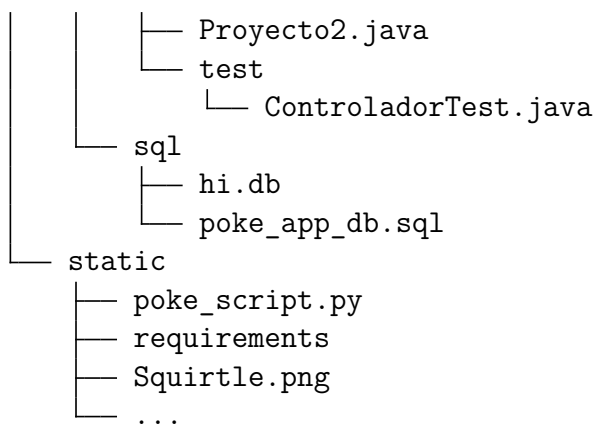 Proyecto2.java
test
ControladorTest.java
sql
hi.db
poke_app_db.sql
static
poke_script.py
requirements
Squirtle.png
...